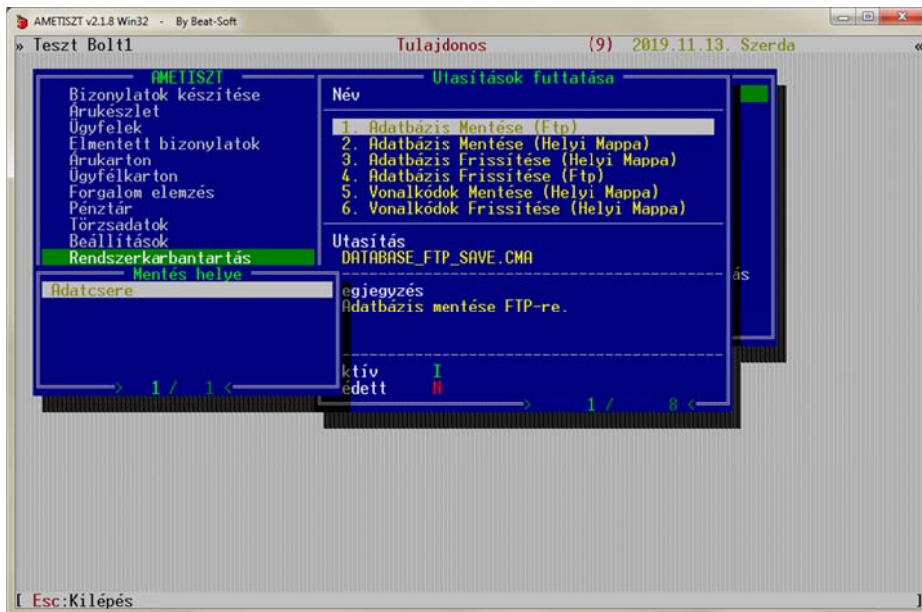 AMETISZT v2.1.8 Win32 - By Beat-Soft
» Teszt Bolt1 Tulajdonos (9) 2019.11.13. Szerda «
AMETISZT
Bizonylatok készítése
Árukészlet
Ügyfelek
Elmentett bizonylatok
Árukarton
Ügyfélkarton
Forgalom elemzés
Pénztár
Törzsadatok
Beállítások
Rendszerkarbantartás
Mentés helye
Adatcsere
> 1 / 1 <
Utasítások futtatása
Név
1. Adatbázis Mentése (Ftp)
2. Adatbázis Mentése (Helyi Mappa)
3. Adatbázis Frissítése (Helyi Mappa)
4. Adatbázis Frissítése (Ftp)
5. Vonalkódok Mentése (Helyi Mappa)
6. Vonalkódok Frissítése (Helyi Mappa)
Utasítás
DATABASE_FTP_SAVE.CMA
egjegyzés
Adatbázis mentése FTP-re.
ktív I
édett N
> 1 / 8 <
ás
[ Esc:Kilépés ]